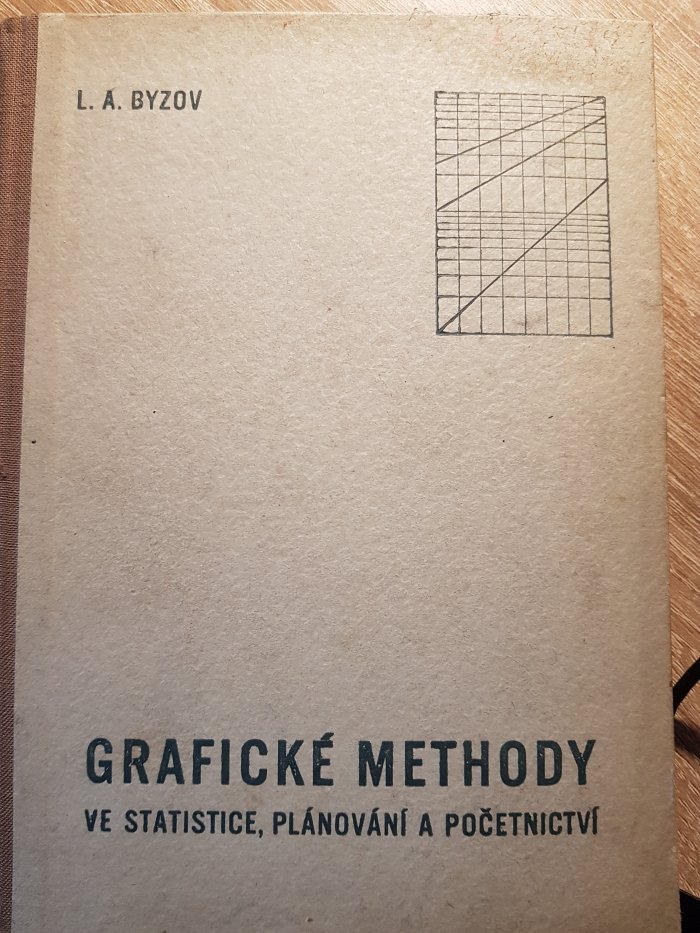 L. A. BYZOV
GRAFICKÉ METHODY
VE STATISTICE, PLÁNOVÁNÍ A POČETNICTVÍ